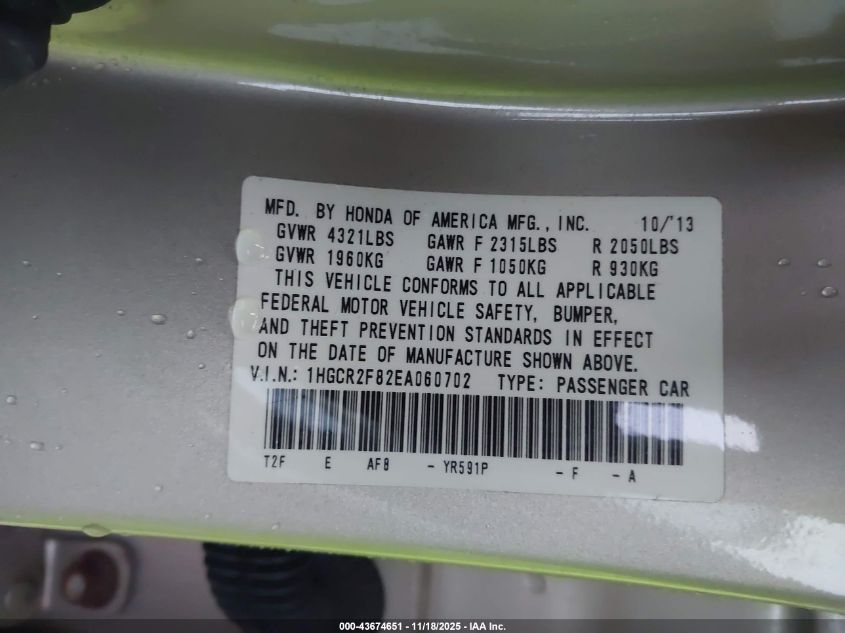 MFD. BY HONDA OF AMERICA MFG., INC. 10/'13
GVWR 4321LBS GAWR F 2315LBS R 2050LBS
GVWR 1960KG GAWR F 1050KG R 930KG
THIS VEHICLE CONFORMS TO ALL APPLICABLE
FEDERAL MOTOR VEHICLE SAFETY, BUMPER,
AND THEFT PREVENTION STANDARDS IN EFFECT
ON THE DATE OF MANUFACTURE SHOWN ABOVE.
V.I.N.: 1HGCR2F82EA060702 TYPE: PASSENGER CAR
T2F E AF8 - YR591P - F - A
000-43674651 - 11/18/2025 - IAA Inc.